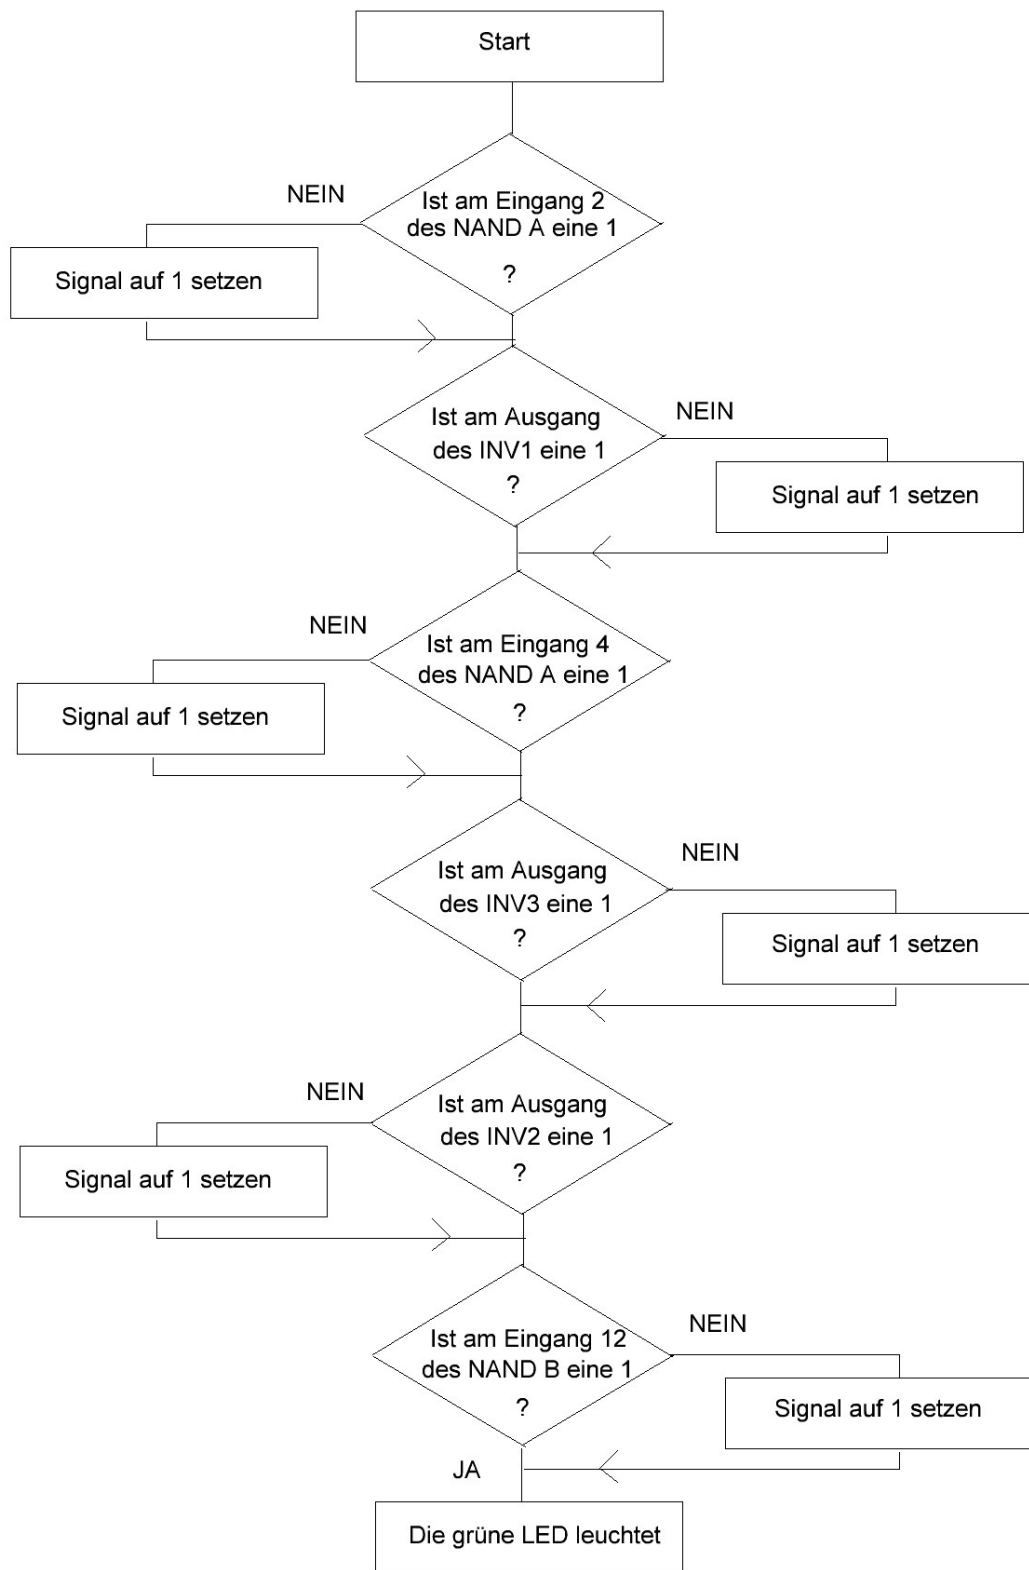 Start
NEIN
Ist am Eingang 2
des NAND A eine 1
?
Signal auf 1 setzen
Ist am Ausgang
des INV1 eine 1
?
NEIN
Signal auf 1 setzen
NEIN
Ist am Eingang 4
des NAND A eine 1
?
Signal auf 1 setzen
Ist am Ausgang
des INV3 eine 1
?
NEIN
Signal auf 1 setzen
NEIN
Ist am Ausgang
des INV2 eine 1
?
Signal auf 1 setzen
Ist am Eingang 12
des NAND B eine 1
?
NEIN
Signal auf 1 setzen
JA
Die grüne LED leuchtet